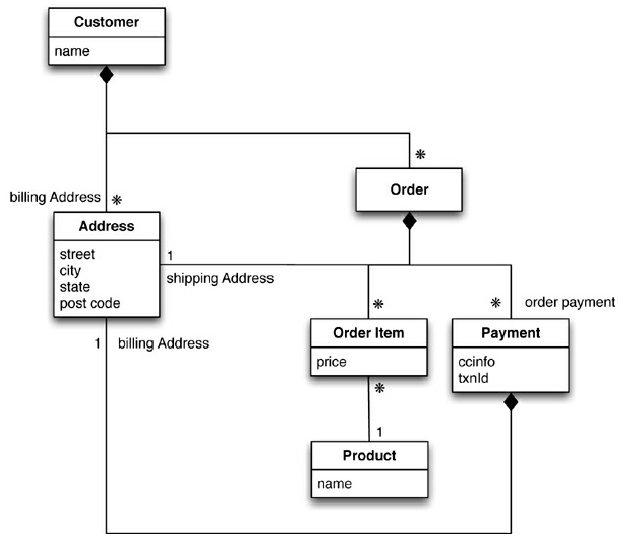 Customer
name
*
billing Address *
Order
Address
street
city
state
post code
1
shipping Address
*
* order payment
1 billing Address
Order Item
price
Payment
ccinfo
txnId
*
1
Product
name